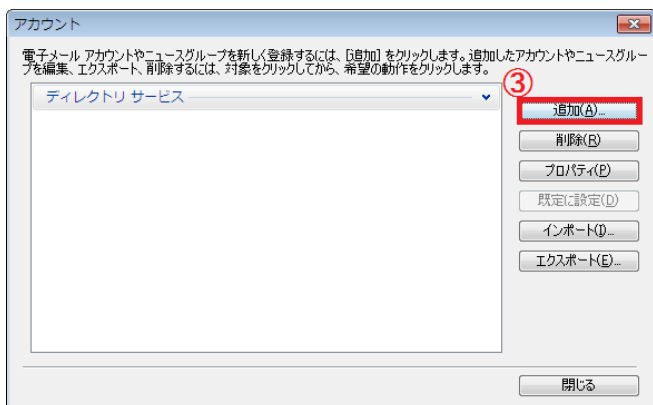 アカウント
電子メール アカウントやニュースグループを新しく登録するには、[追加] をクリックします。追加したアカウントやニュースグルー
プを編集、エクスポート、削除するには、対象をクリックしてから、希望の動作をクリックします。
③
ディレクトリ サービス
追加(A)...
削除(R)
プロパティ(P)
既定に設定(D)
インポート(I)...
エクスポート(E)...
閉じる